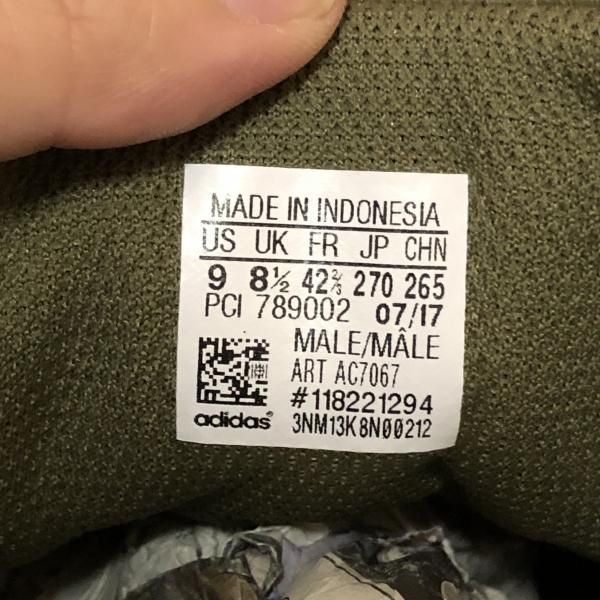 MADE IN INDONESIA
US UK FR JP CHN
9 8½ 42⅔ 270 265
PCI 789002 07/17
MALE/MÂLE
ART AC7067
#118221294
adidas® 3NM13K8N00212